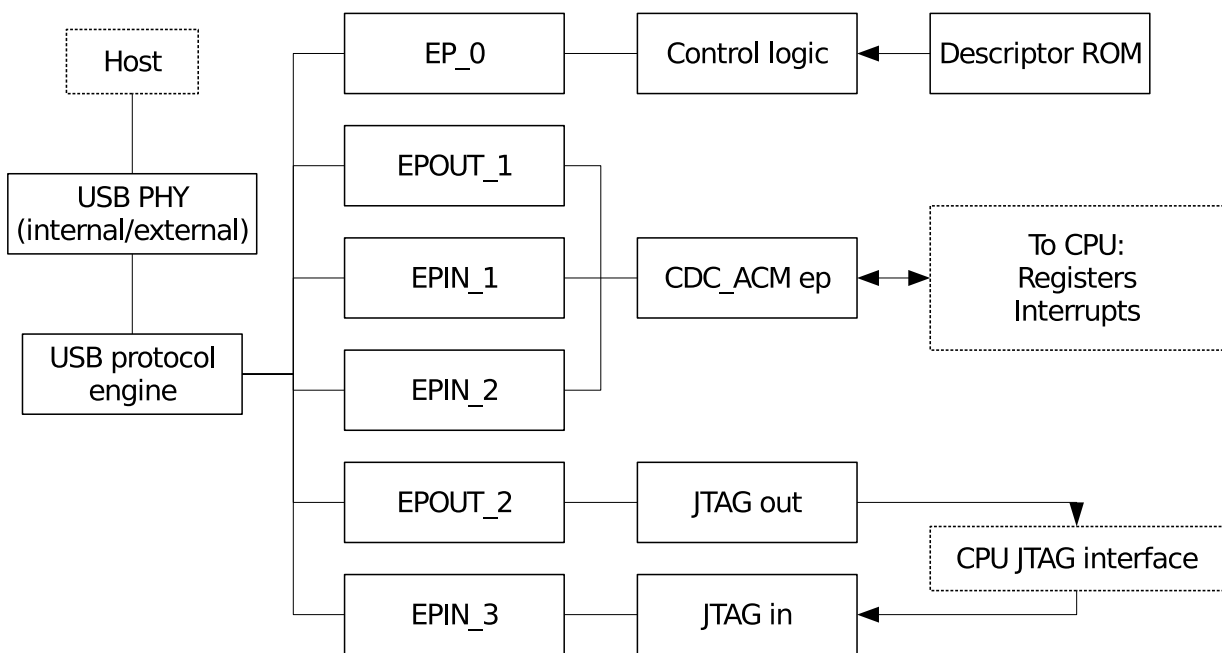 Host
EP_0
Control logic
Descriptor ROM
EPOUT_1
USB PHY
(internal/external)
EPIN_1
CDC_ACM ep
To CPU:
Registers
Interrupts
USB protocol
engine
EPIN_2
EPOUT_2
JTAG out
CPU JTAG interface
EPIN_3
JTAG in